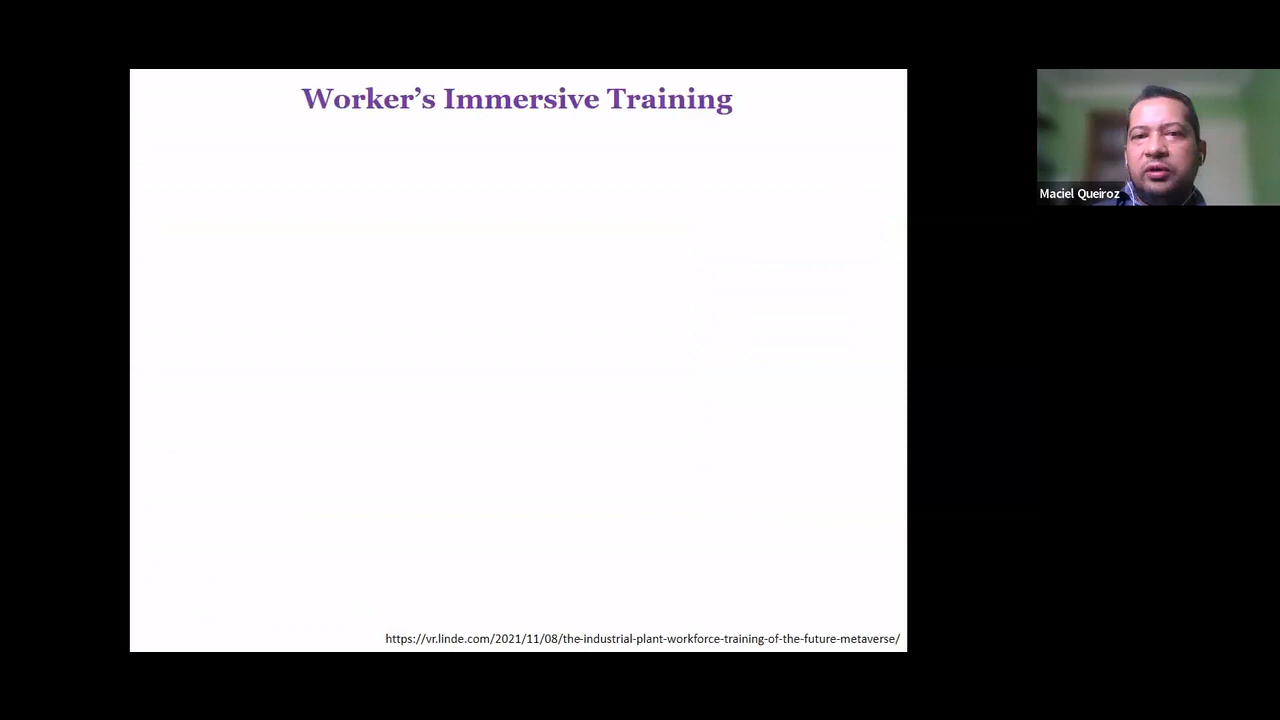 Worker’s Immersive Training
Maciel Queiroz
https://vr.linde.com/2021/11/08/the-industrial-plant-workforce-training-of-the-future-metaverse/